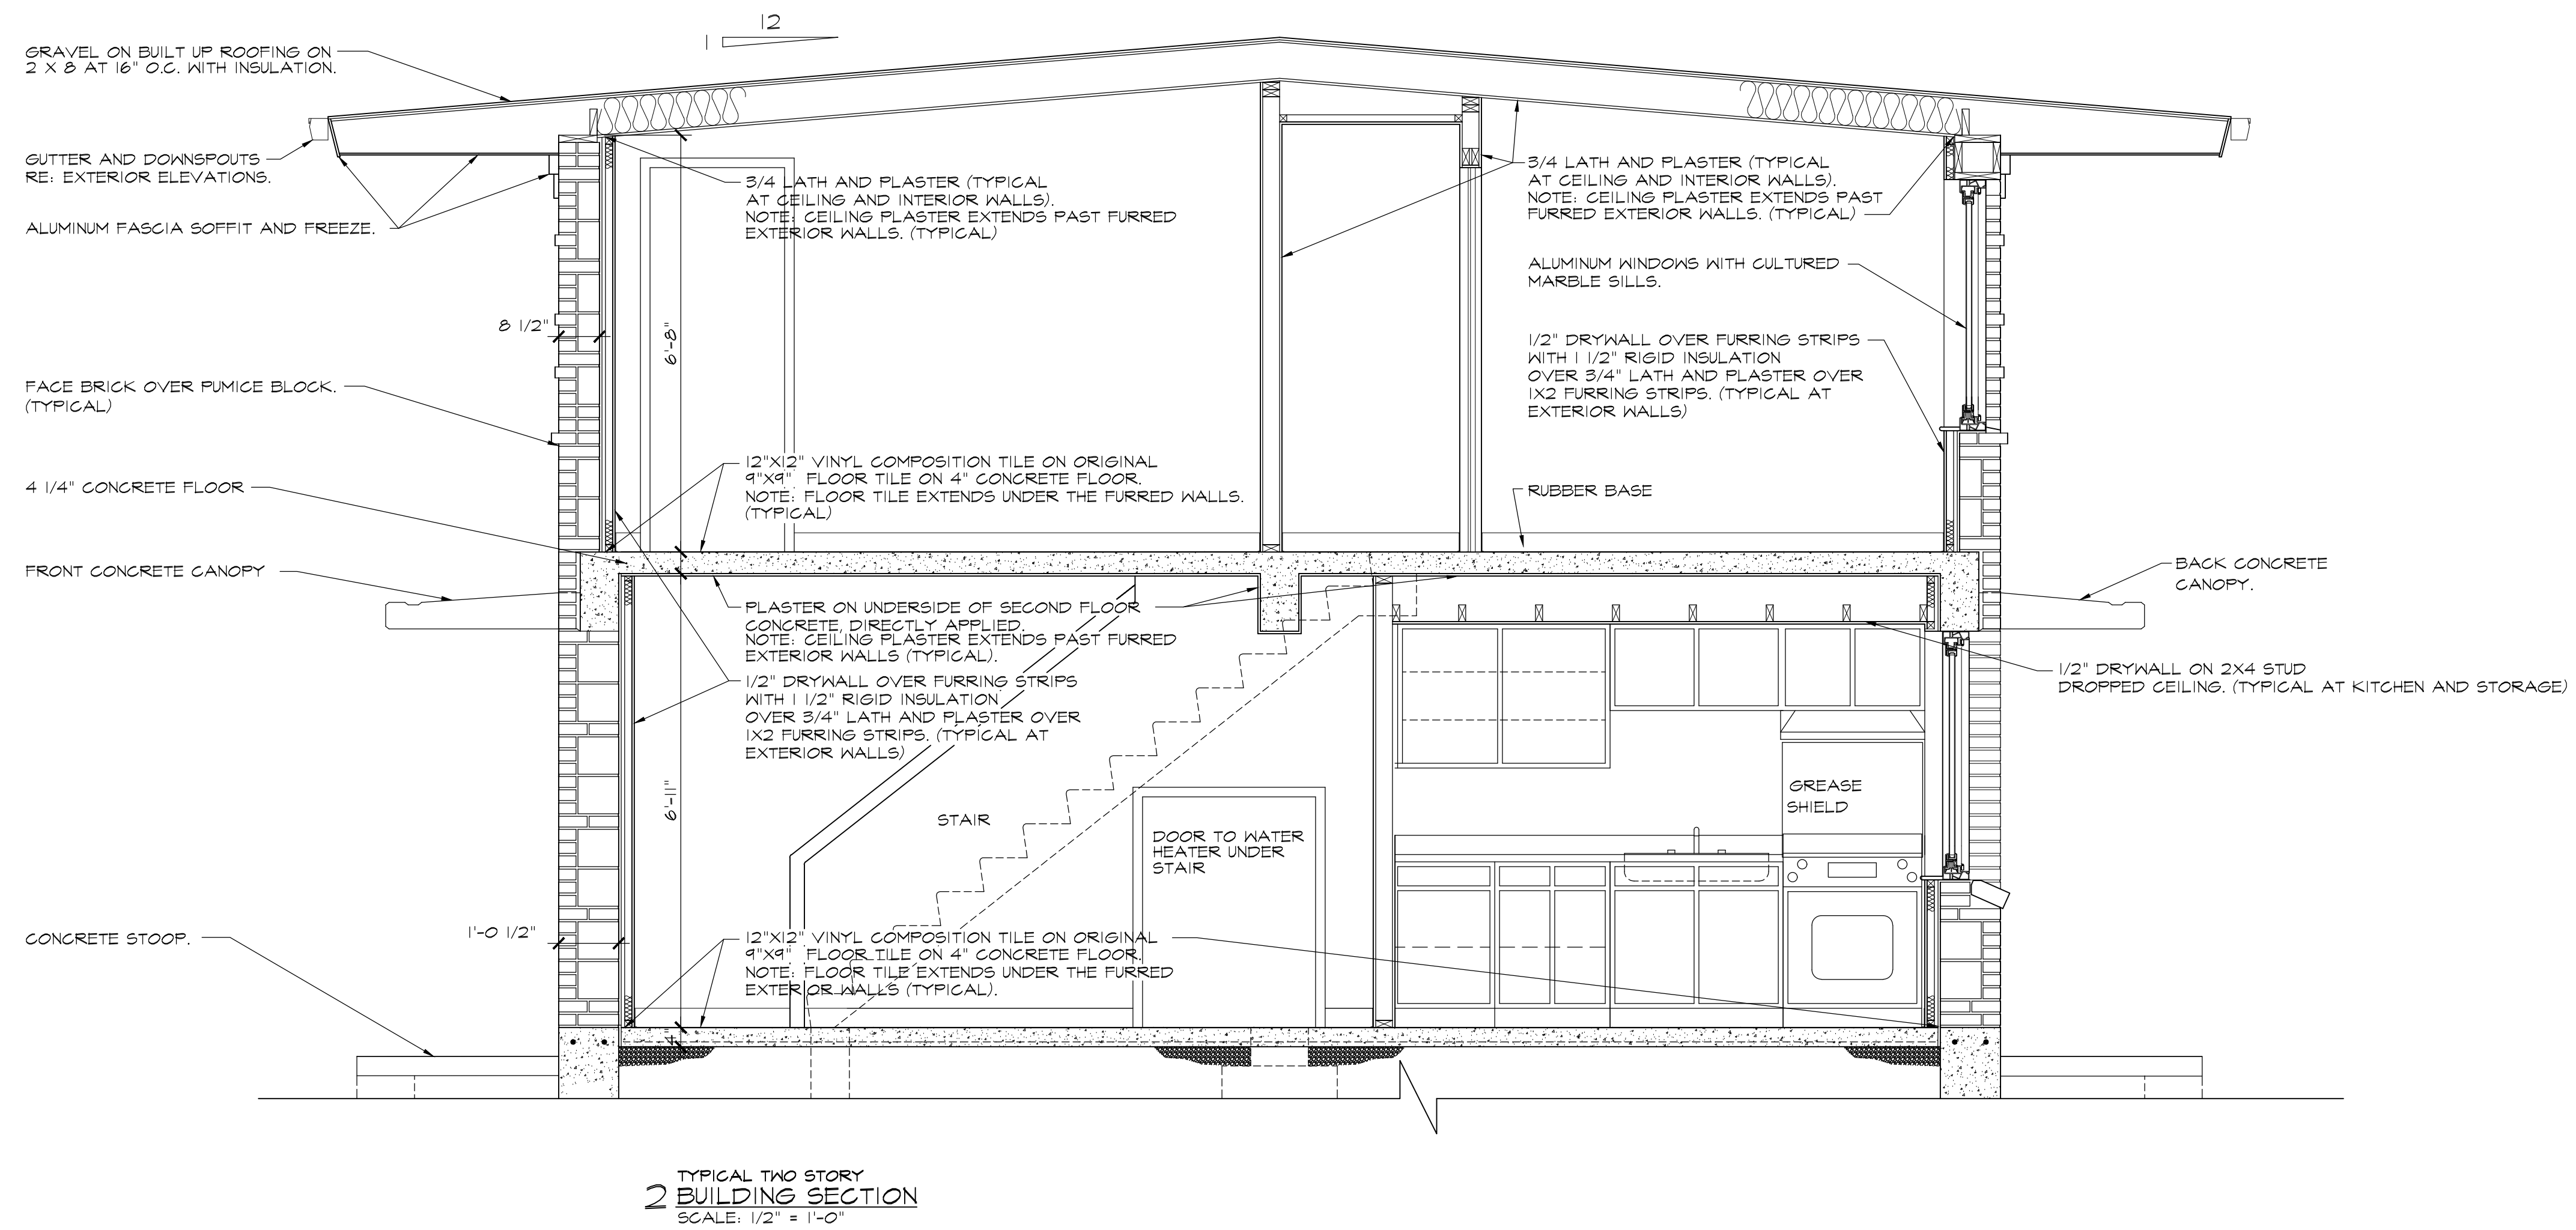 12
1
GRAVEL ON BUILT UP ROOFING ON
2 X 8 AT 16" O.C. WITH INSULATION.
GUTTER AND DOWNSPOUTS
RE: EXTERIOR ELEVATIONS.
ALUMINUM FASCIA SOFFIT AND FREEZE.
8 1/2"
FACE BRICK OVER PUMICE BLOCK.
(TYPICAL)
4 1/4" CONCRETE FLOOR
FRONT CONCRETE CANOPY
1'-0 1/2"
CONCRETE STOOP.
6'-8"
6'-11"
4"
3/4 LATH AND PLASTER (TYPICAL
AT CEILING AND INTERIOR WALLS).
NOTE: CEILING PLASTER EXTENDS PAST FURRED
EXTERIOR WALLS. (TYPICAL)
12"X12" VINYL COMPOSITION TILE ON ORIGINAL
9"X9" FLOOR TILE ON 4" CONCRETE FLOOR.
NOTE: FLOOR TILE EXTENDS UNDER THE FURRED WALLS.
(TYPICAL)
PLASTER ON UNDERSIDE OF SECOND FLOOR
CONCRETE, DIRECTLY APPLIED.
NOTE: CEILING PLASTER EXTENDS PAST FURRED
EXTERIOR WALLS (TYPICAL).
1/2" DRYWALL OVER FURRING STRIPS
WITH 1 1/2" RIGID INSULATION
OVER 3/4" LATH AND PLASTER OVER
1X2 FURRING STRIPS. (TYPICAL AT
EXTERIOR WALLS)
STAIR
DOOR TO WATER
HEATER UNDER
STAIR
12"X12" VINYL COMPOSITION TILE ON ORIGINAL
9"X9" FLOOR TILE ON 4" CONCRETE FLOOR.
NOTE: FLOOR TILE EXTENDS UNDER THE FURRED
EXTERIOR WALLS (TYPICAL).
3/4 LATH AND PLASTER (TYPICAL
AT CEILING AND INTERIOR WALLS).
NOTE: CEILING PLASTER EXTENDS PAST
FURRED EXTERIOR WALLS. (TYPICAL)
ALUMINUM WINDOWS WITH CULTURED
MARBLE SILLS.
1/2" DRYWALL OVER FURRING STRIPS
WITH 1 1/2" RIGID INSULATION
OVER 3/4" LATH AND PLASTER OVER
1X2 FURRING STRIPS. (TYPICAL AT
EXTERIOR WALLS)
RUBBER BASE
BACK CONCRETE
CANOPY.
1/2" DRYWALL ON 2X4 STUD
DROPPED CEILING. (TYPICAL AT KITCHEN AND STORAGE)
GREASE
SHIELD
TYPICAL TWO STORY
2 BUILDING SECTION
SCALE: 1/2" = 1'-0"